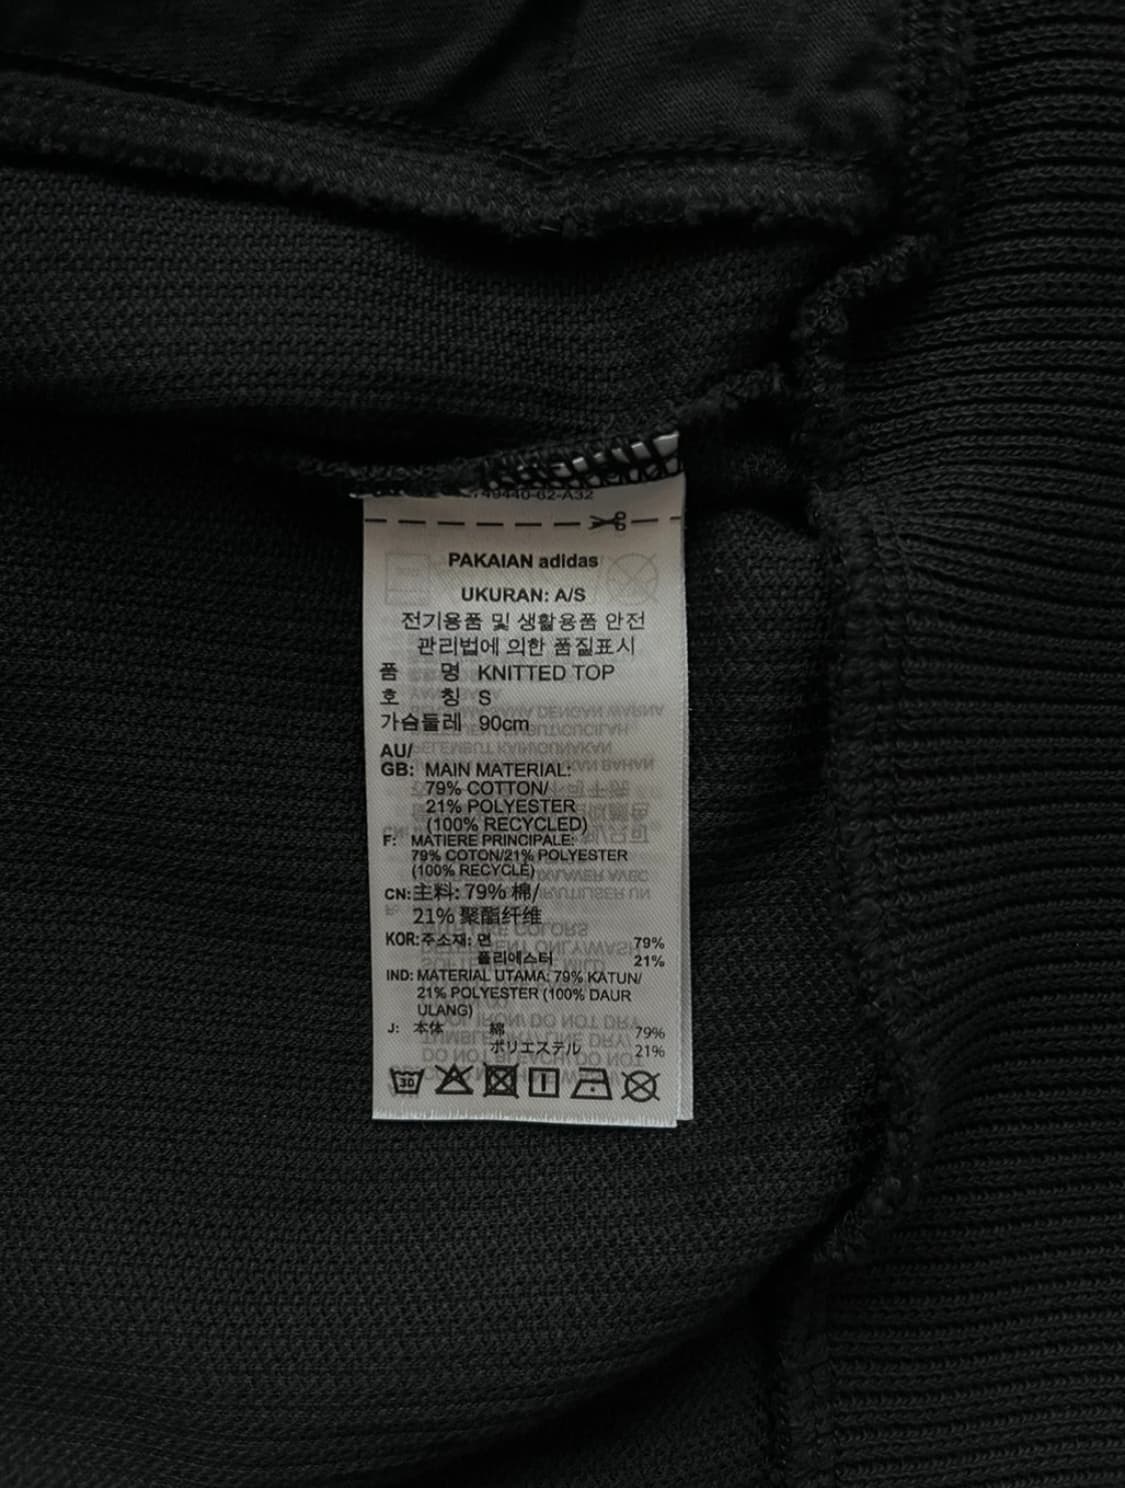 49440-62-A32
PAKAIAN adidas
UKURAN: A/S
전기용품 및 생활용품 안전
관리법에 의한 품질표시
품 명 KNITTED TOP
호 칭 S
가슴둘레 90cm
AU/
GB: MAIN MATERIAL:
79% COTTON/
21% POLYESTER
(100% RECYCLED)
F: MATIERE PRINCIPALE:
79% COTON/21% POLYESTER
(100% RECYCLE)
CN: 主料: 79% 棉/
21% 聚酯纤维
KOR: 주소재: 면 79%
폴리에스터 21%
IND: MATERIAL UTAMA: 79% KATUN/
21% POLYESTER (100% DAUR
ULANG)
J: 本体 綿 79%
ポリエステル 21%
30